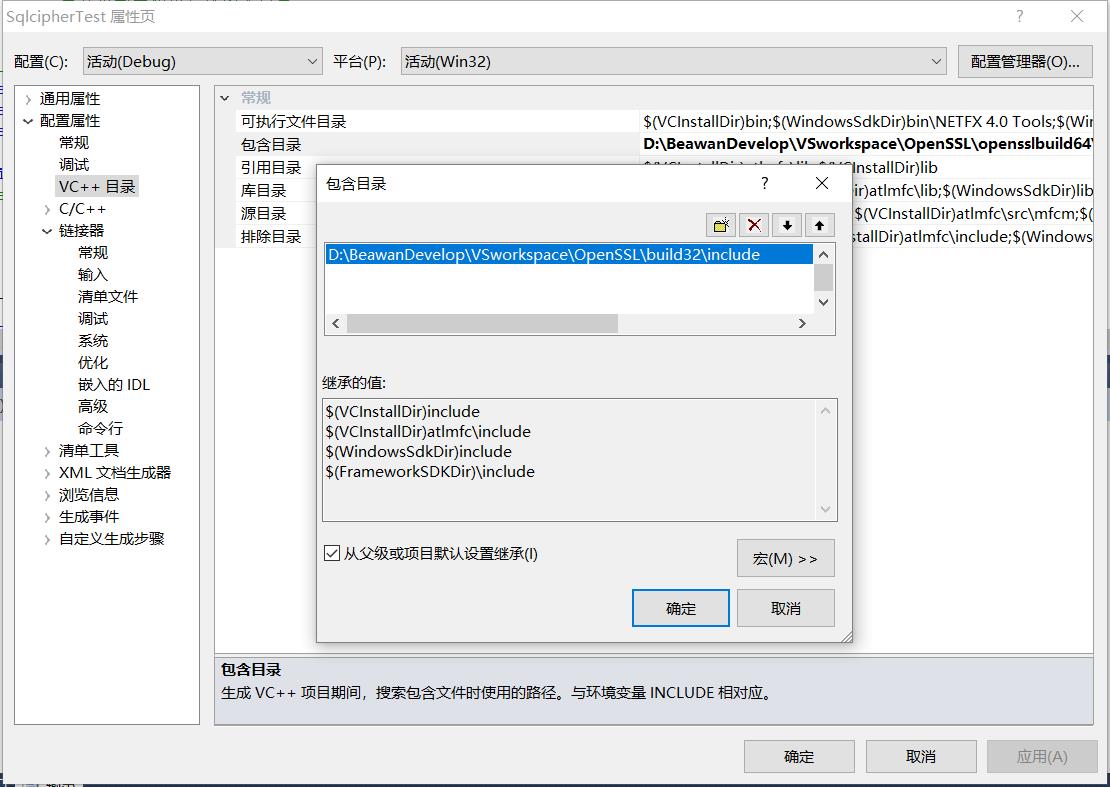 SqlcipherTest 属性页
配置(C): 活动(Debug) 平台(P): 活动(Win32) 配置管理器(O)...
通用属性
配置属性
常规
调试
VC++ 目录
C/C++
链接器
常规
输入
清单文件
调试
系统
优化
嵌入的 IDL
高级
命令行
清单工具
XML 文档生成器
浏览信息
生成事件
自定义生成步骤
常规
可执行文件目录 $(VCInstallDir)bin;$(WindowsSdkDir)bin\NETFX 4.0 Tools;$(Win
包含目录 D:\BeawanDevelop\VSworkspace\OpenSSL\opensslbuild64\
引用目录
库目录 ir)atlmfc\lib;$(WindowsSdkDir)lib
源目录 $(VCInstallDir)atlmfc\src\mfcm;$(
排除目录 stallDir)atlmfc\include;$(Windows
包含目录
D:\BeawanDevelop\VSworkspace\OpenSSL\build32\include
继承的值:
$(VCInstallDir)include
$(VCInstallDir)atlmfc\include
$(WindowsSdkDir)include
$(FrameworkSDKDir)\include
从父级或项目默认设置继承(I)
宏(M) >>
确定 取消
包含目录
生成 VC++ 项目期间，搜索包含文件时使用的路径。与环境变量 INCLUDE 相对应。
确定 取消 应用(A)